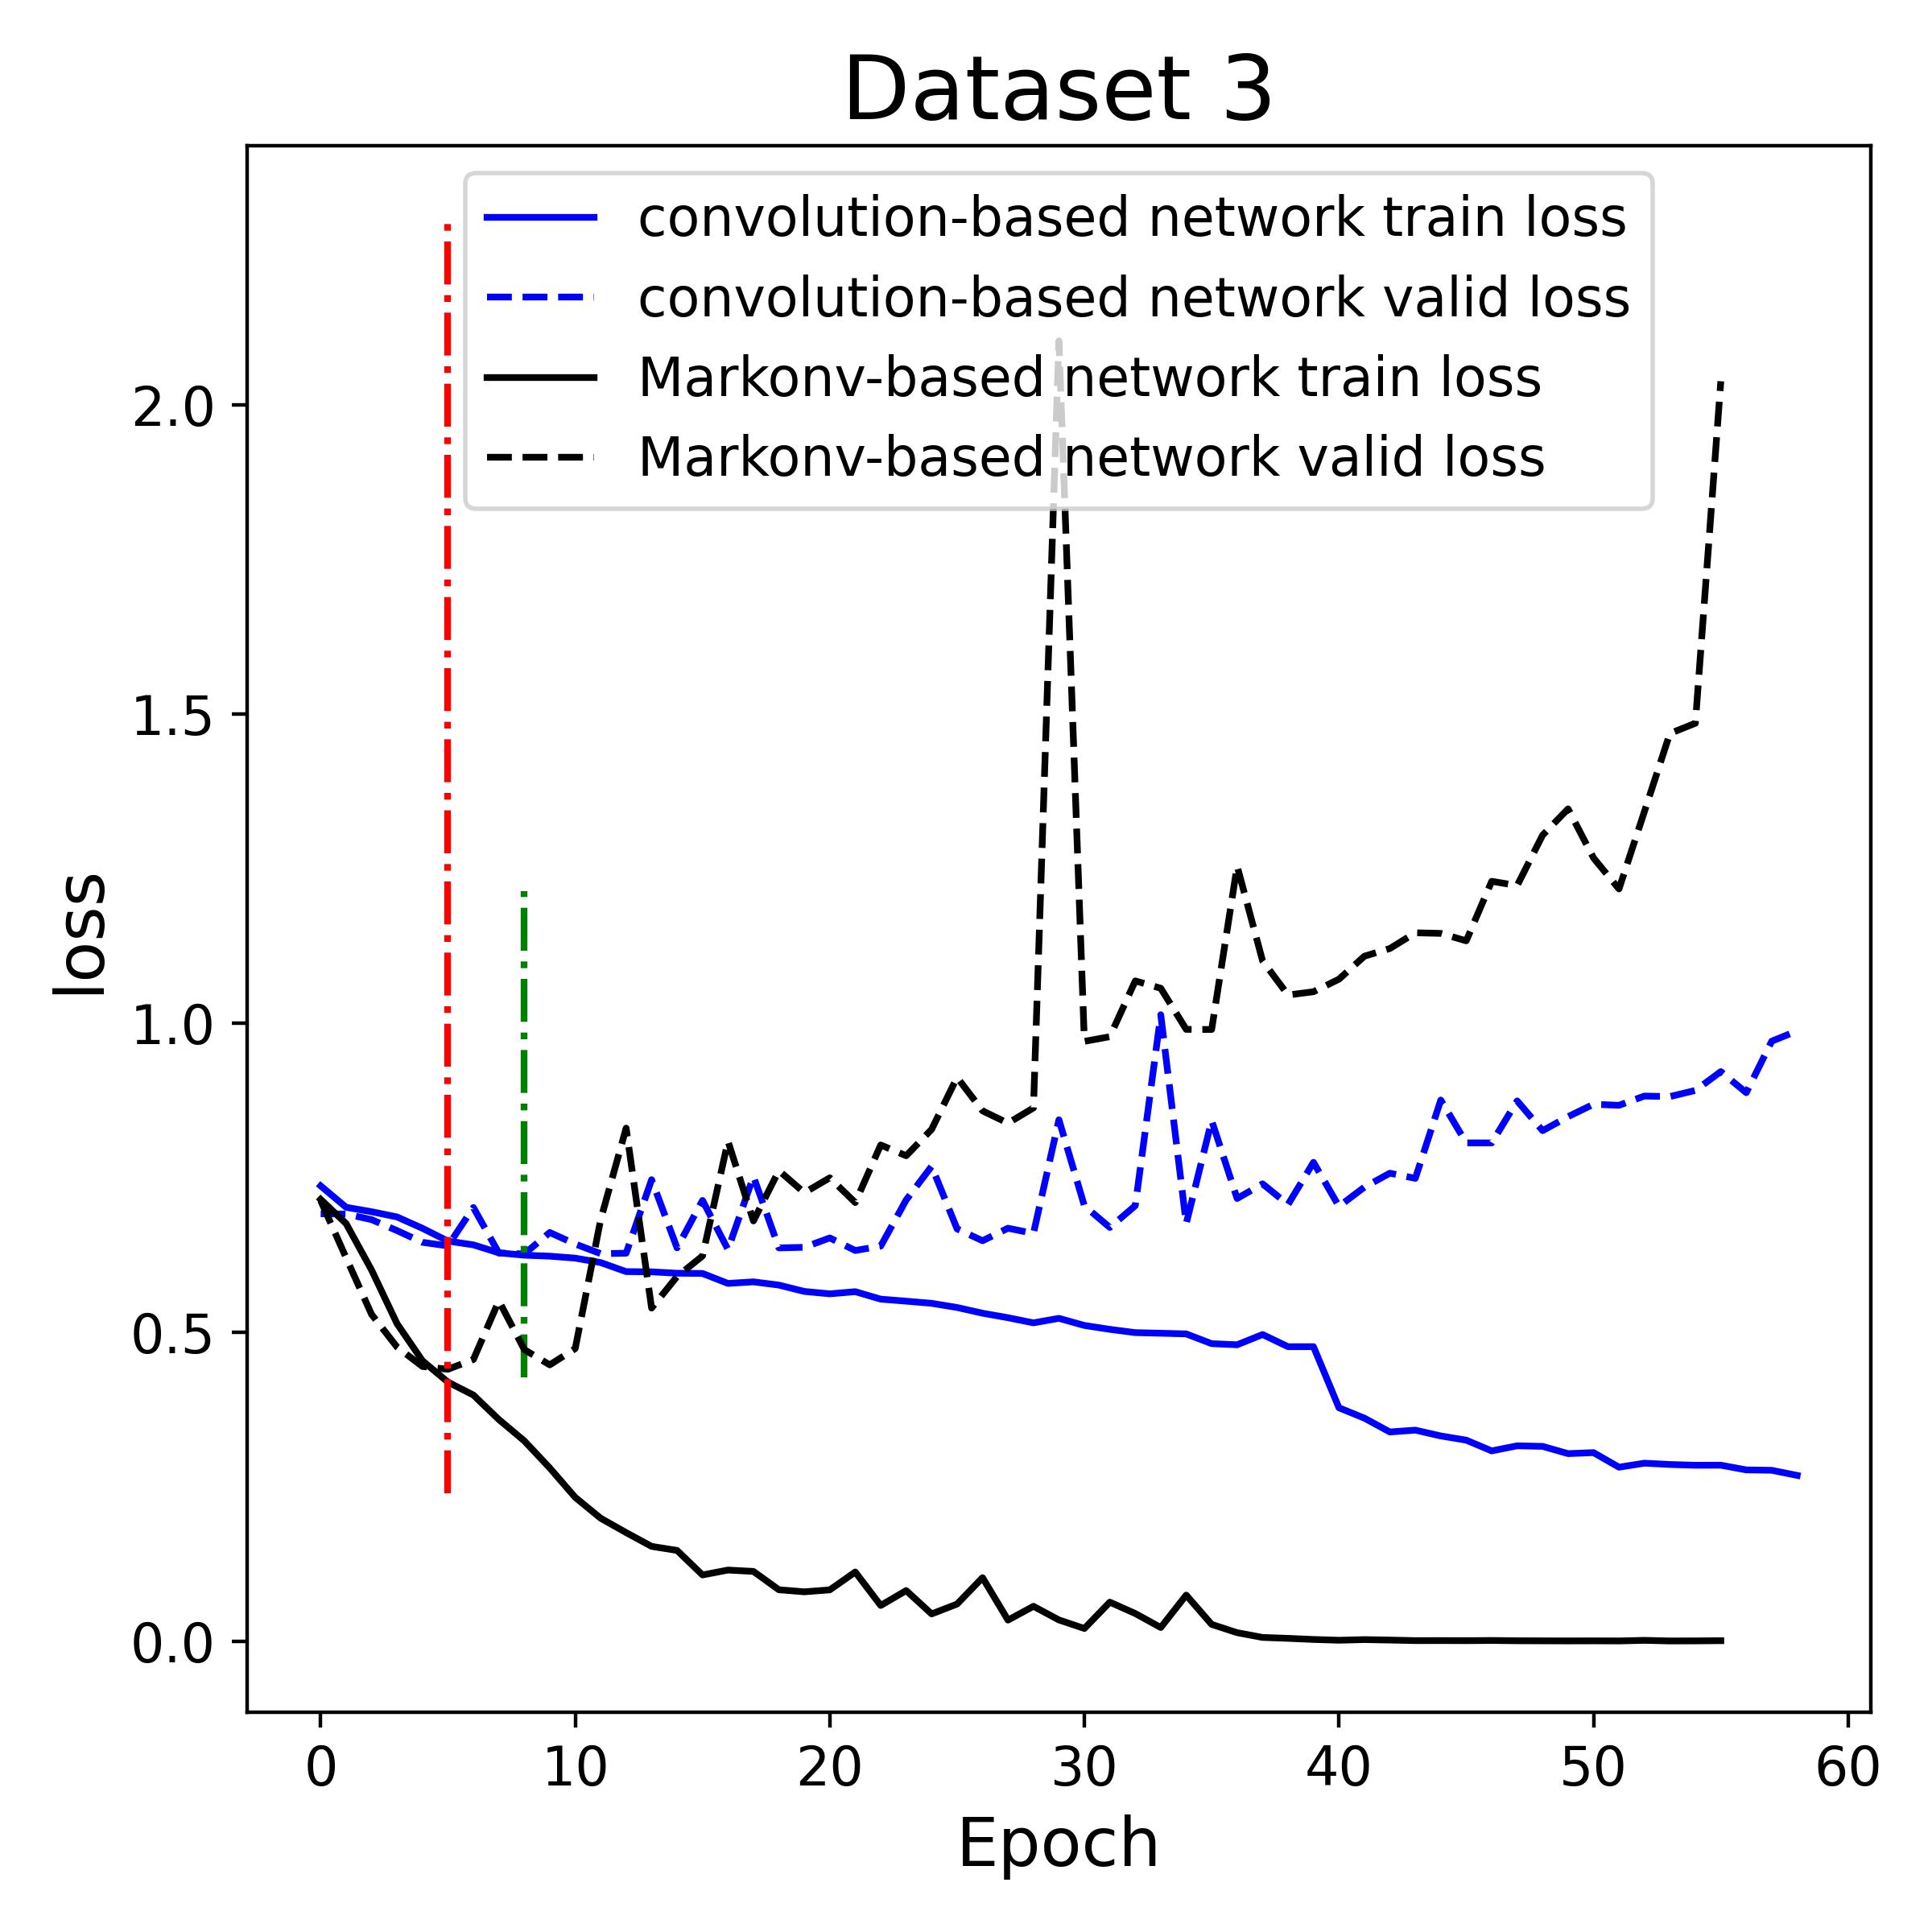 Dataset 3
convolution-based network train loss
convolution-based network valid loss
Markonv-based network train loss
Markonv-based network valid loss
loss
2.0
1.5
1.0
0.5
0.0
0 10 20 30 40 50 60
Epoch